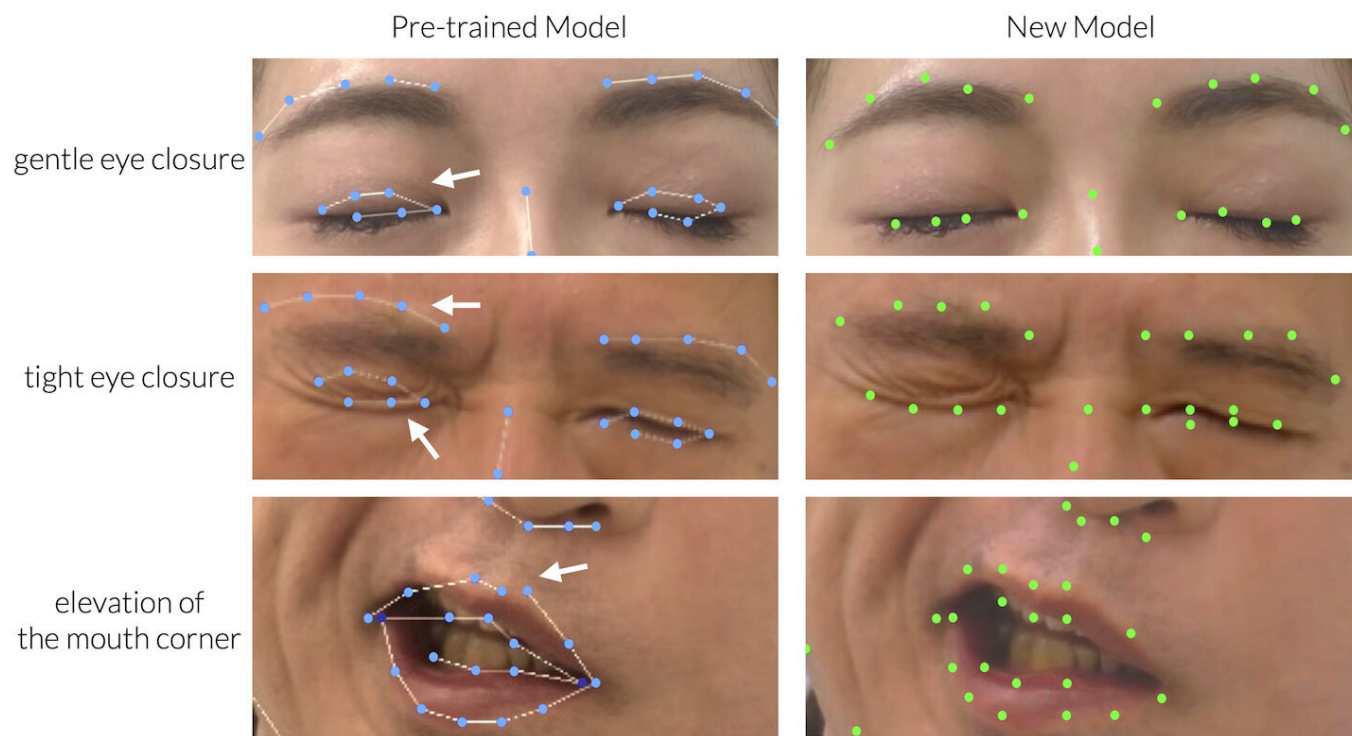 Pre-trained Model
New Model
gentle eye closure
tight eye closure
elevation of
the mouth corner